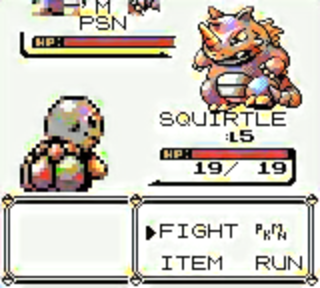 'M
PSN
HP:
SQUIRTLE
:L5
HP:
19/ 19
▶FIGHT PKMN
ITEM RUN